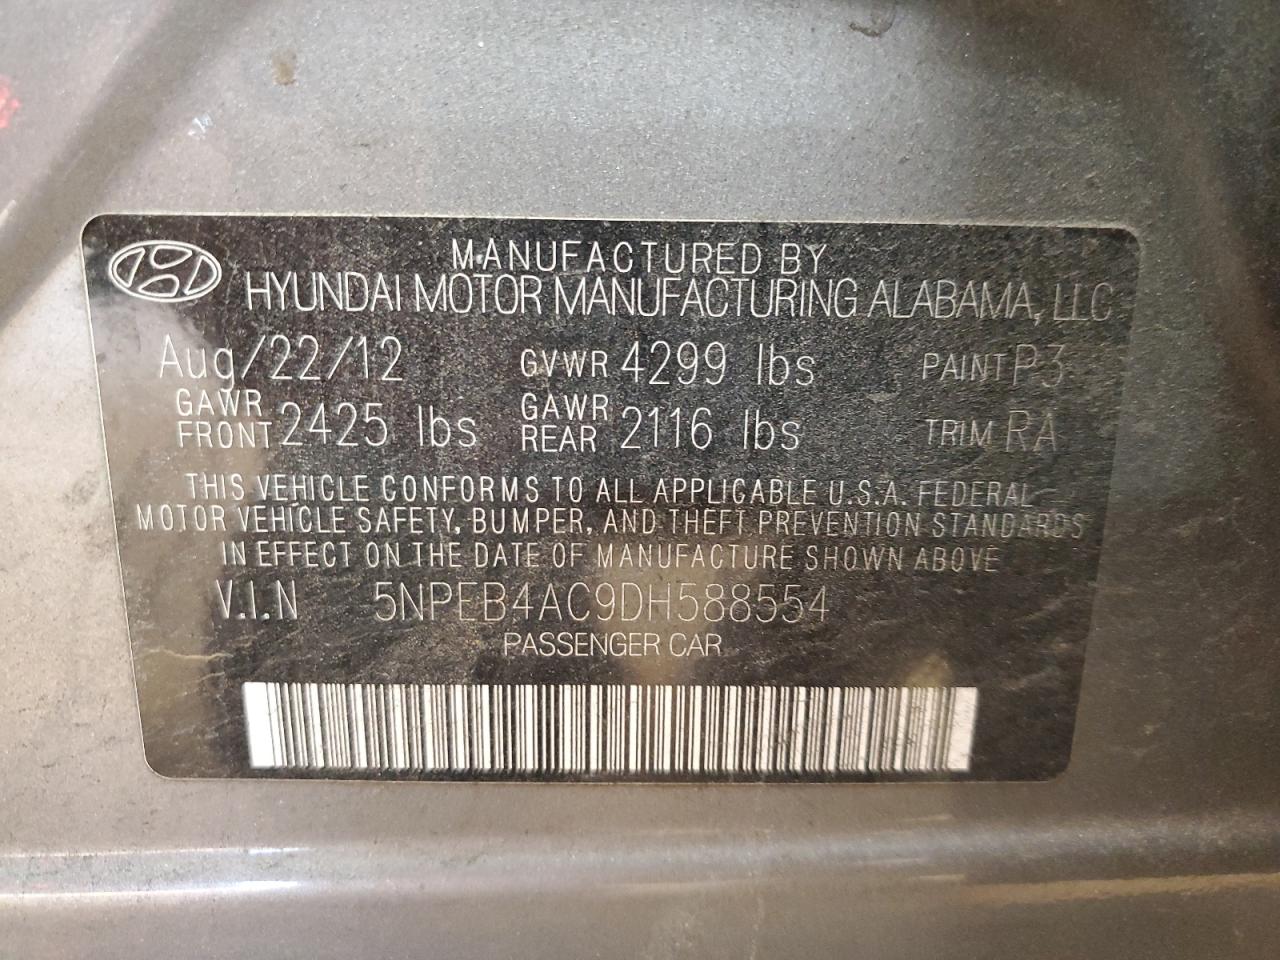 MANUFACTURED BY
HYUNDAI MOTOR MANUFACTURING ALABAMA, LLC
Aug/22/12 GVWR 4299 lbs PAINT P3
GAWR FRONT 2425 lbs GAWR REAR 2116 lbs TRIM RA
THIS VEHICLE CONFORMS TO ALL APPLICABLE U.S.A. FEDERAL
MOTOR VEHICLE SAFETY, BUMPER, AND THEFT PREVENTION STANDARDS
IN EFFECT ON THE DATE OF MANUFACTURE SHOWN ABOVE
V.I.N 5NPEB4AC9DH588554
PASSENGER CAR